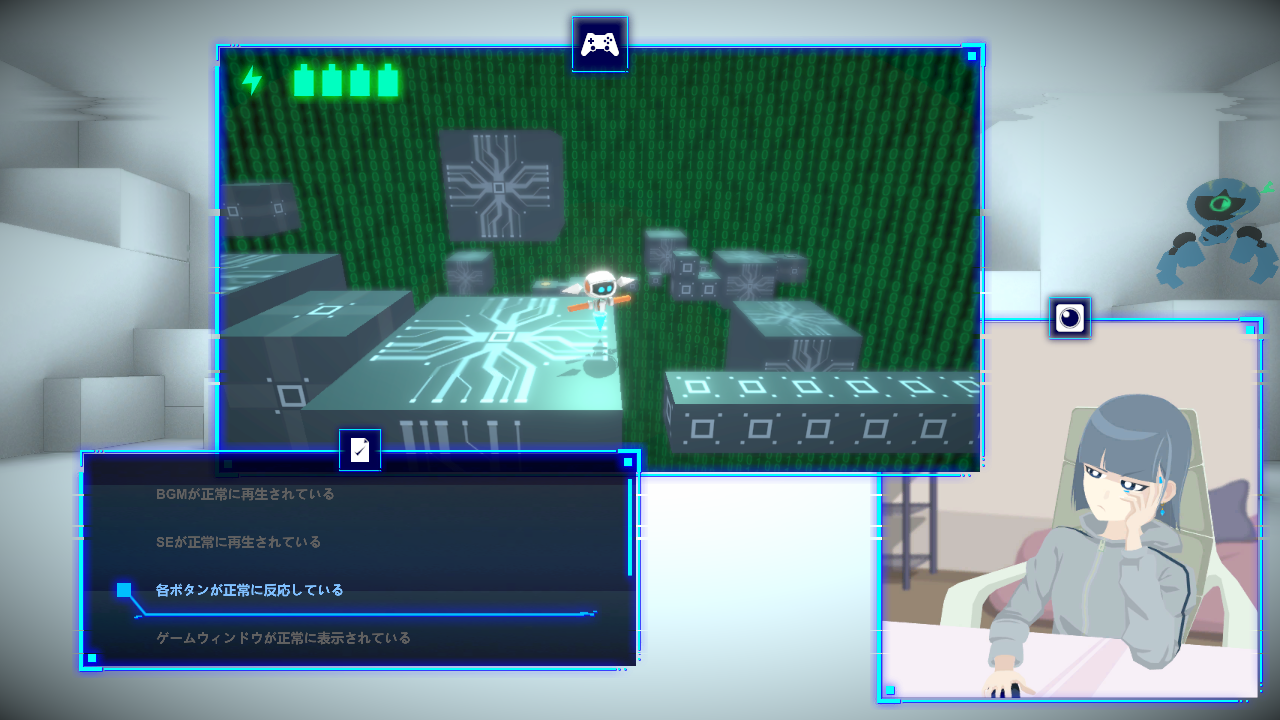 BGMが正常に再生されている
SEが正常に再生されている
各ボタンが正常に反応している
ゲームウィンドウが正常に表示されている